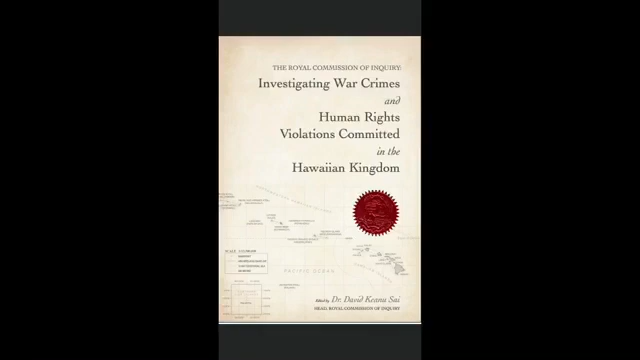 THE ROYAL COMMISSION OF INQUIRY:
Investigating War Crimes
and
Human Rights
Violations Committed
in the
Hawaiian Kingdom
PACIFIC OCEAN
Edited by Dr. David Keanu Sai
HEAD, ROYAL COMMISSION OF INQUIRY